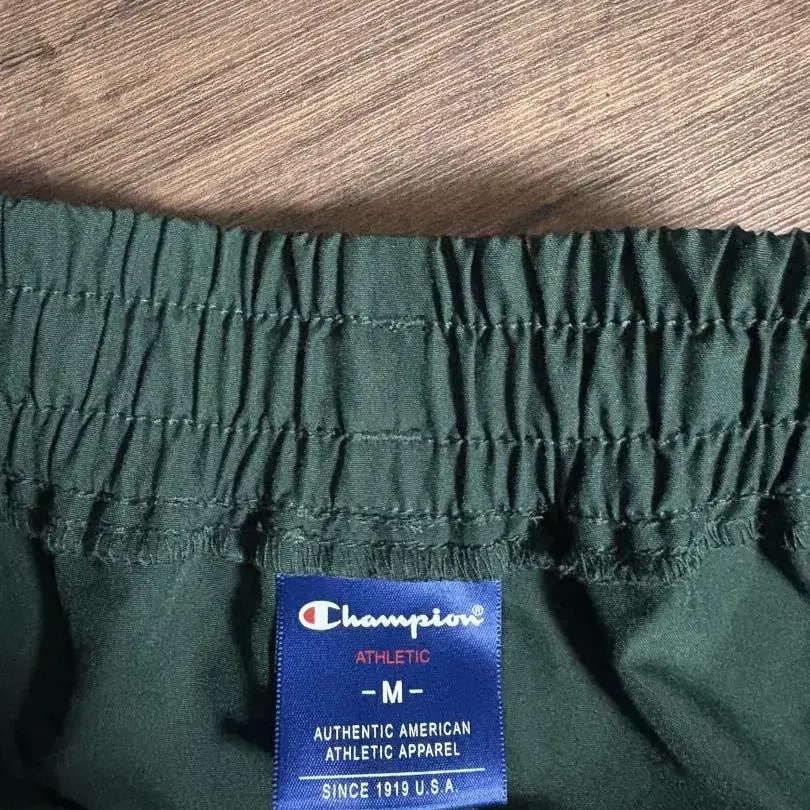 Champion®
ATHLETIC
-M-
AUTHENTIC AMERICAN
ATHLETIC APPAREL
SINCE 1919 U.S.A.